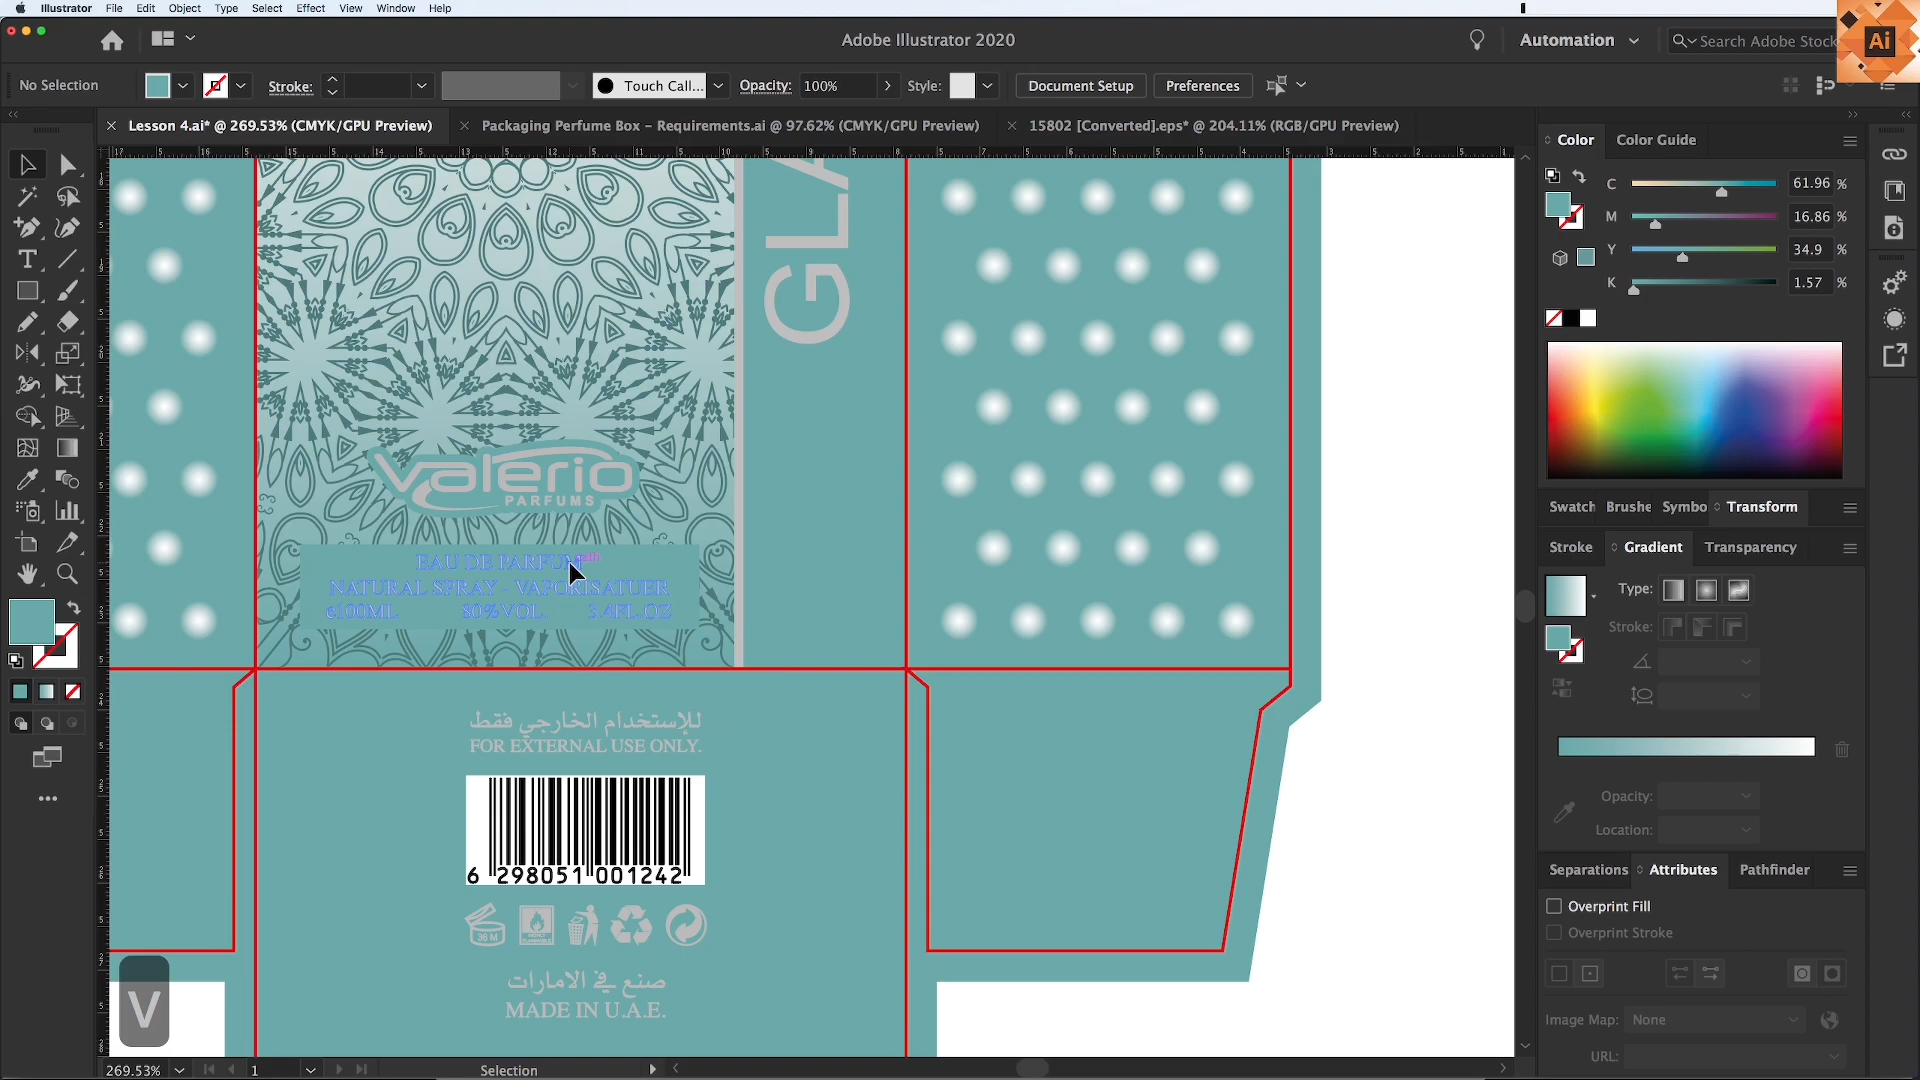 Illustrator File Edit Object Type Select Effect View Window Help
Adobe Illustrator 2020
Automation
Search Adobe Stock
Ai
No Selection
Stroke:
Touch Call...
Opacity: 100%
Style:
Document Setup
Preferences
Lesson 4.ai* @ 269.53% (CMYK/GPU Preview)
Packaging Perfume Box – Requirements.ai @ 97.62% (CMYK/GPU Preview)
15802 [Converted].eps* @ 204.11% (RGB/GPU Preview)
Color Color Guide
C 61.96 %
M 16.86 %
Y 34.9 %
K 1.57 %
Swatch Brushe Symbo Transform
Stroke Gradient Transparency
Type:
Stroke:
Opacity:
Location:
Separations Attributes Pathfinder
Overprint Fill
Overprint Stroke
Image Map: None
URL:
GLA
valerio
PARFUMS
EAU DE PARFUM
NATURAL SPRAY - VAPORISATUER
e100ML 80%VOL. 3.4FL.OZ
للإستخدام الخارجي فقط
FOR EXTERNAL USE ONLY.
6 298051 001242
36 M
صنع في الامارات
MADE IN U.A.E.
V
269.53%
1
Selection